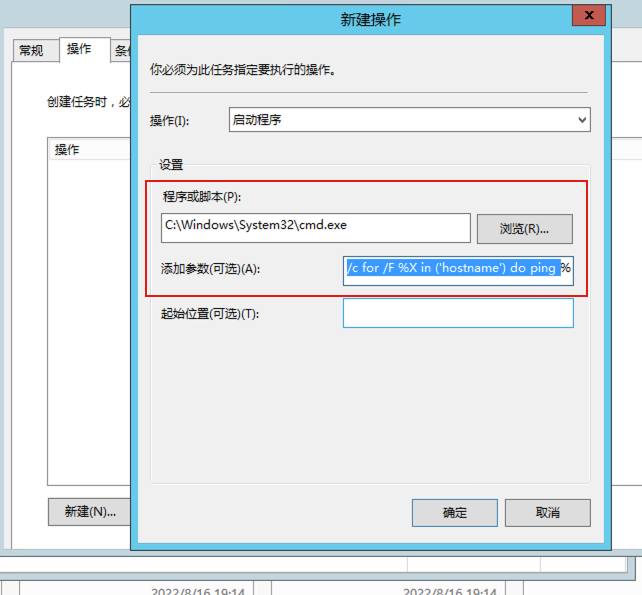 新建操作
x
常规
操作
你必须为此任务指定要执行的操作。
创建任务时，
操作(I):
启动程序
操作
设置
程序或脚本(P):
C:\Windows\System32\cmd.exe
浏览(R)...
添加参数(可选)(A):
/c for /F %X in ('hostname') do ping %
起始位置(可选)(T):
新建(N)...
确定
取消
2022/8/16 19:14
2022/8/16 19:14